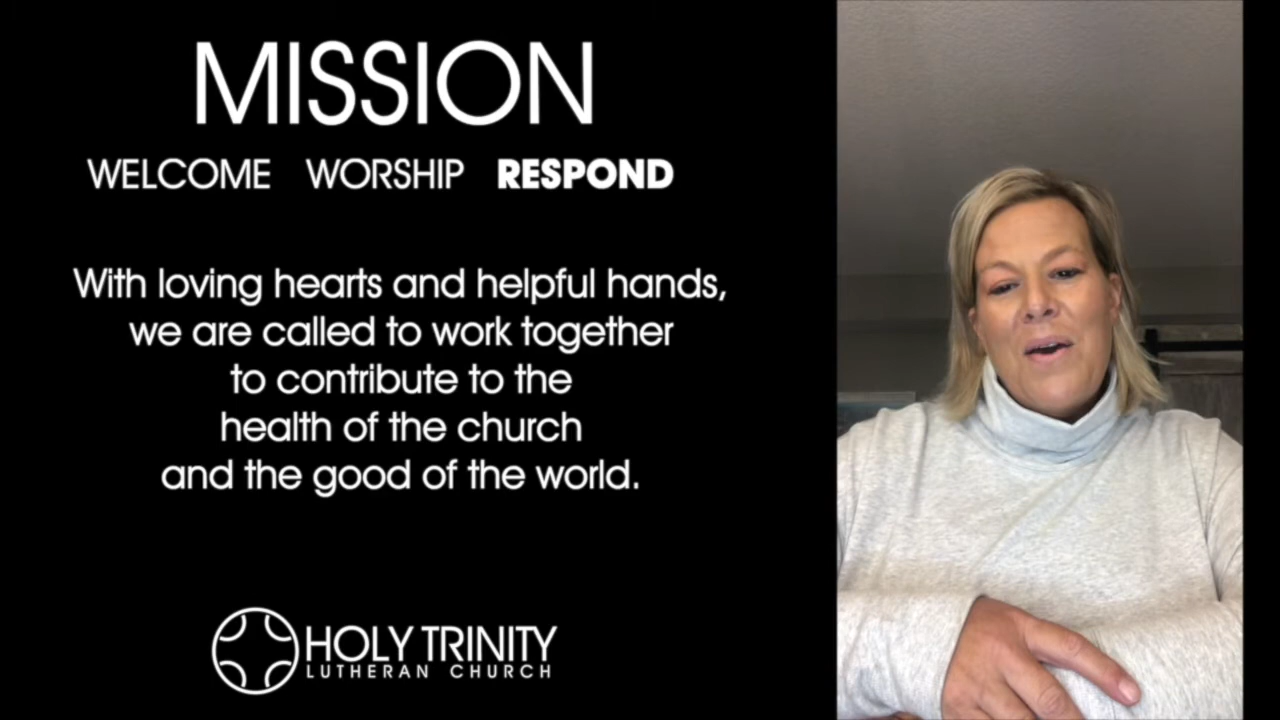 MISSION
WELCOME WORSHIP RESPOND
With loving hearts and helpful hands,
we are called to work together
to contribute to the
health of the church
and the good of the world.
HOLY TRINITY
LUTHERAN CHURCH